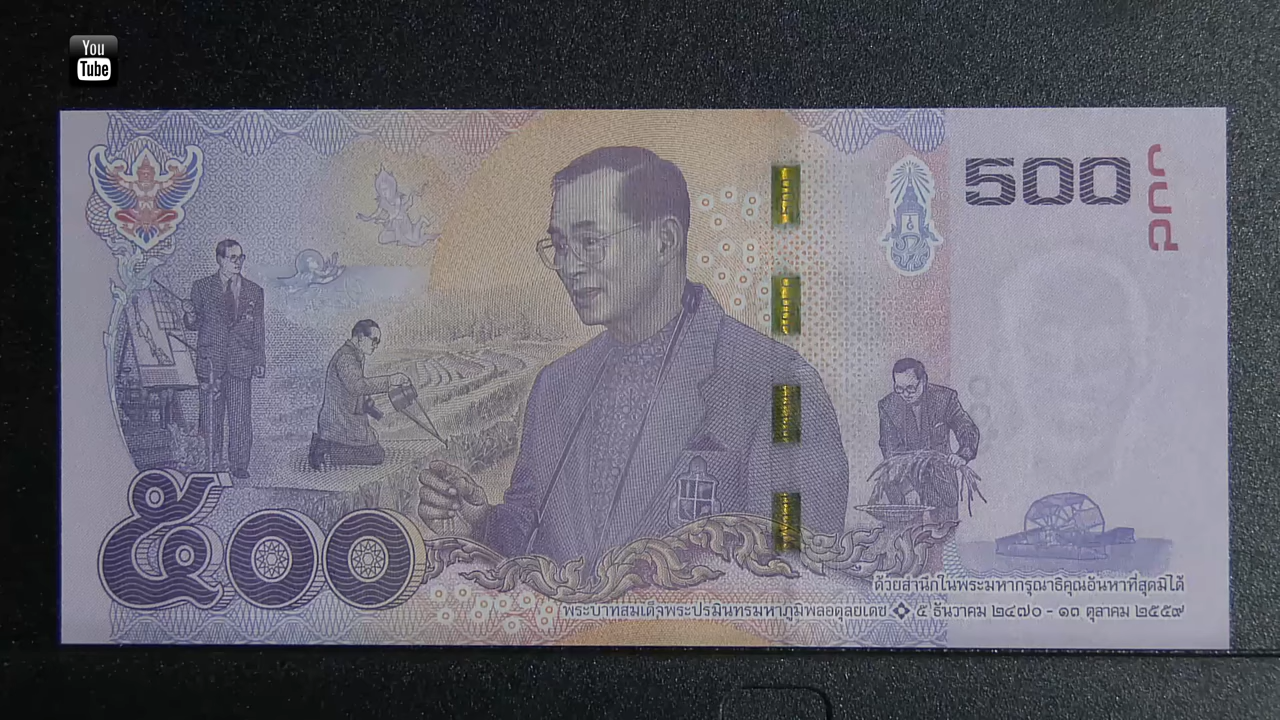 You
Tube
500
๕๐๐
ด้วยสำนึกในพระมหากรุณาธิคุณอันหาที่สุดมิได้
พระบาทสมเด็จพระปรมินทรมหาภูมิพลอดุลยเดช ๕ ธันวาคม ๒๔๗๐ - ๑๓ ตุลาคม ๒๕๕๙